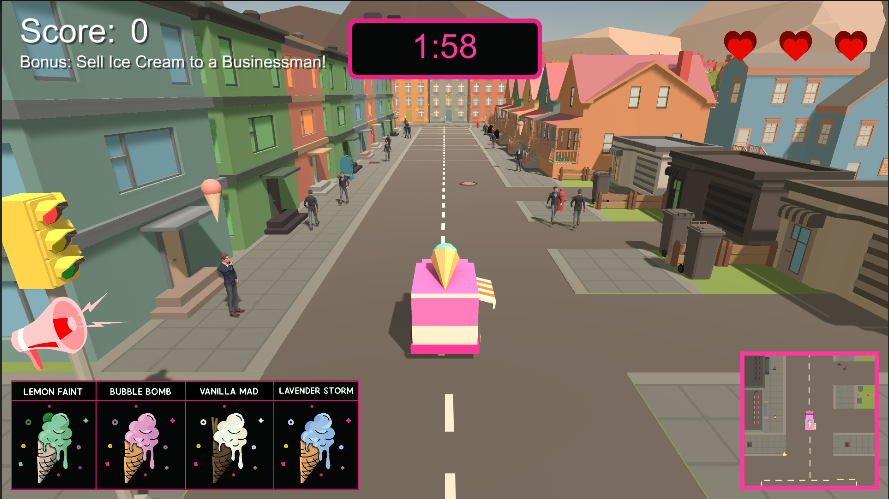 Score: 0
Bonus: Sell Ice Cream to a Businessman!
1:58
LEMON FAINT
BUBBLE BOMB
VANILLA MAD
LAVENDER STORM